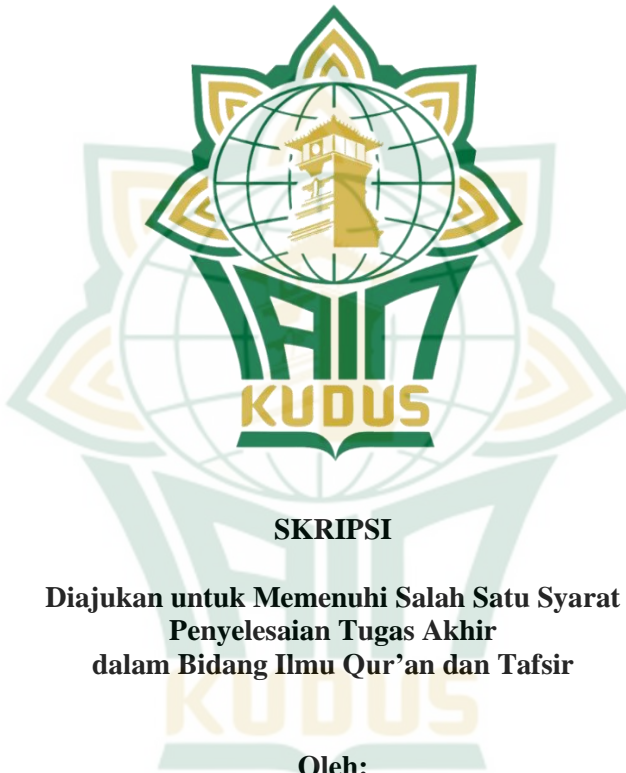 IAIN
KUDUS
SKRIPSI
Diajukan untuk Memenuhi Salah Satu Syarat
Penyelesaian Tugas Akhir
dalam Bidang Ilmu Qur’an dan Tafsir
Oleh: